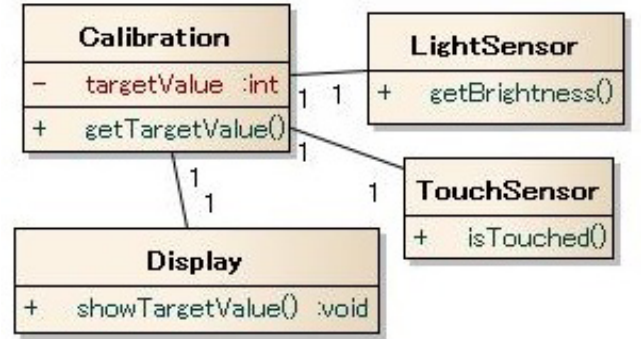 Calibration
- targetValue :int
+ getTargetValue()
LightSensor
+ getBrightness()
1 1
1
1
TouchSensor
+ isTouched()
1
1
Display
+ showTargetValue() :void